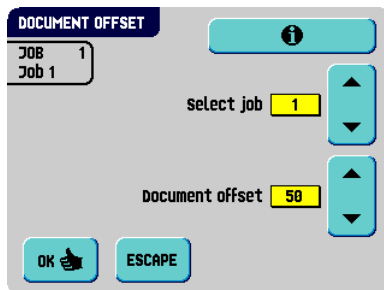 DOCUMENT OFFSET
JOB 1
Job 1
Select job 1
Document offset 50
OK ESCAPE